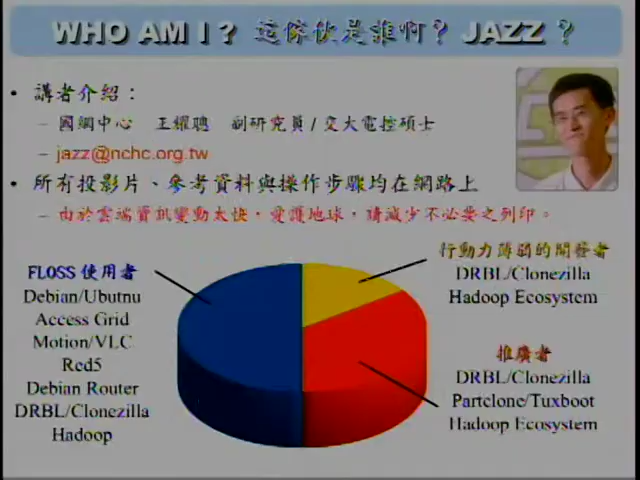 WHO AM I? 這傢伙是誰啊? JAZZ ?
• 講者介紹：
– 國網中心 王耀聰 副研究員 / 交大電控碩士
– jazz@nchc.org.tw
• 所有投影片、參考資料與操作步驟均在網路上
– 由於雲端資訊變動太快，愛護地球，請減少不必要之列印。
FLOSS 使用者
Debian/Ubutnu
Access Grid
Motion/VLC
Red5
Debian Router
DRBL/Clonezilla
Hadoop
行動力薄弱的開發者
DRBL/Clonezilla
Hadoop Ecosystem
推廣者
DRBL/Clonezilla
Partclone/Tuxboot
Hadoop Ecosystem